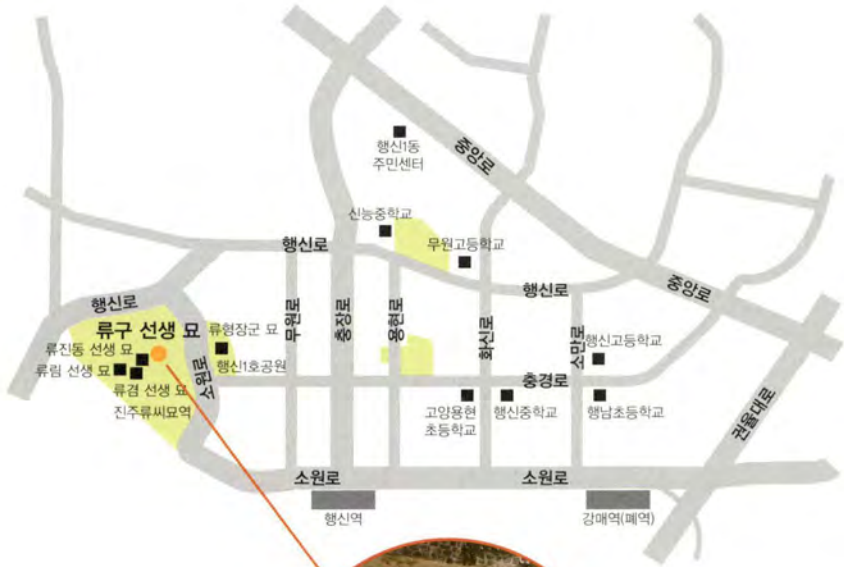 행신1동
주민센터
중앙로
신능중학교
무원고등학교
행신로
행신로
중앙로
행신로
류구 선생 묘
류형장군 묘
류진동 선생 묘
류림 선생 묘
행신1호공원
류겸 선생 묘
진주류씨묘역
소원로
무원로
충장로
용현로
화신로
소만로
행신고등학교
충경로
고양용현
초등학교
행신중학교
행남초등학교
권율대로
소원로
소원로
행신역
강매역(폐역)